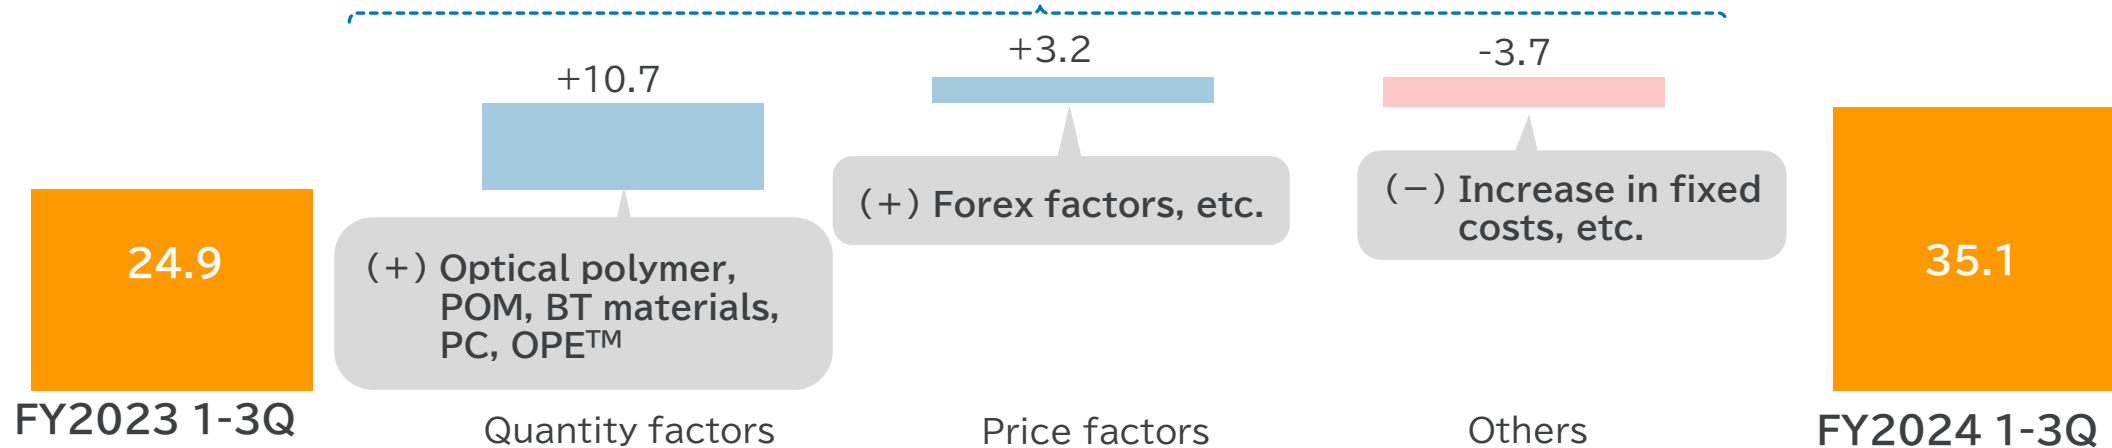 +10.7
+3.2
-3.7
24.9
(+) Optical polymer,
POM, BT materials,
PC, OPE™
(+) Forex factors, etc.
(−) Increase in fixed
costs, etc.
35.1
FY2023 1-3Q
Quantity factors
Price factors
Others
FY2024 1-3Q